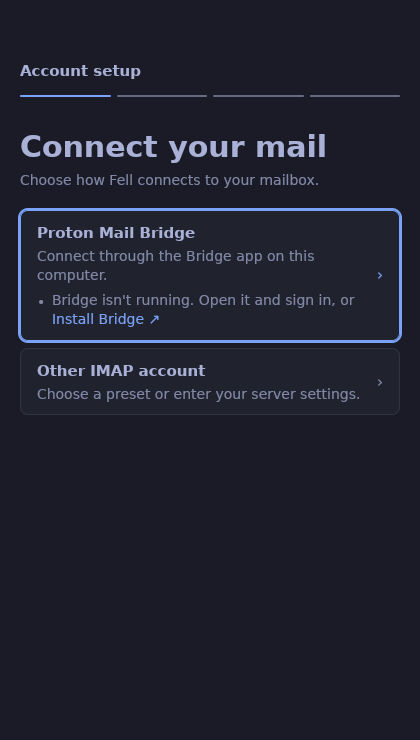 Account setup
Connect your mail
Choose how Fell connects to your mailbox.
Proton Mail Bridge
Connect through the Bridge app on this
computer.
• Bridge isn't running. Open it and sign in, or
Install Bridge ↗
Other IMAP account
Choose a preset or enter your server settings.